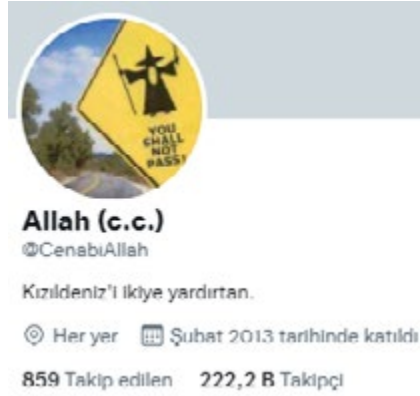 YOU
SHALL
NOT
PASS!
Allah (c.c.)
@CenabıAllah
Kızıldeniz'i ikiye yardırtan.
Her yer Şubat 2013 tarihinde katıldı
859 Takip edilen 222,2 B Takipçi